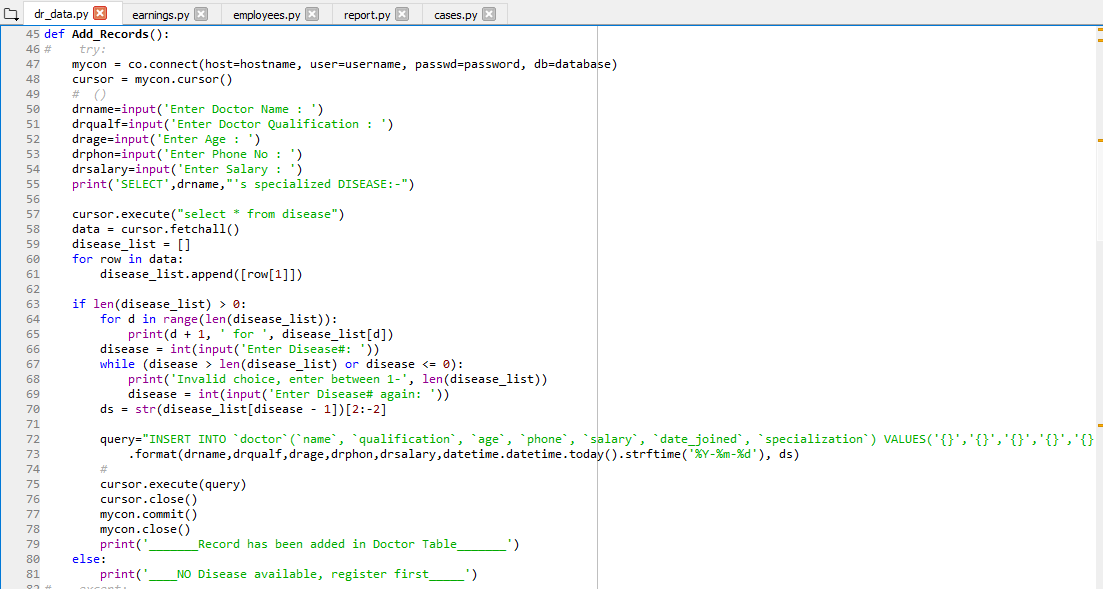 dr_data.py earnings.py employees.py report.py cases.py
45 def Add_Records():
46 #    try:
47     mycon = co.connect(host=hostname, user=username, passwd=password, db=database)
48     cursor = mycon.cursor()
49     #  ()
50     drname=input('Enter Doctor Name : ')
51     drqualf=input('Enter Doctor Qualification : ')
52     drage=input('Enter Age : ')
53     drphon=input('Enter Phone No : ')
54     drsalary=input('Enter Salary : ')
55     print('SELECT',drname,"'s specialized DISEASE:-")
56
57     cursor.execute("select * from disease")
58     data = cursor.fetchall()
59     disease_list = []
60     for row in data:
61         disease_list.append([row[1]])
62
63     if len(disease_list) > 0:
64         for d in range(len(disease_list)):
65             print(d + 1, ' for ', disease_list[d])
66         disease = int(input('Enter Disease#: '))
67         while (disease > len(disease_list) or disease <= 0):
68             print('Invalid choice, enter between 1-', len(disease_list))
69             disease = int(input('Enter Disease# again: '))
70         ds = str(disease_list[disease - 1])[2:-2]
71
72         query="INSERT INTO `doctor`(`name`, `qualification`, `age`, `phone`, `salary`, `date_joined`, `specialization`) VALUES('{}','{}','{}','{}','{}
73             .format(drname,drqualf,drage,drphon,drsalary,datetime.datetime.today().strftime('%Y-%m-%d'), ds)
74         #
75         cursor.execute(query)
76         cursor.close()
77         mycon.commit()
78         mycon.close()
79         print('_______Record has been added in Doctor Table_______')
80     else:
81         print('____NO Disease available, register first_____')
82 #    except: